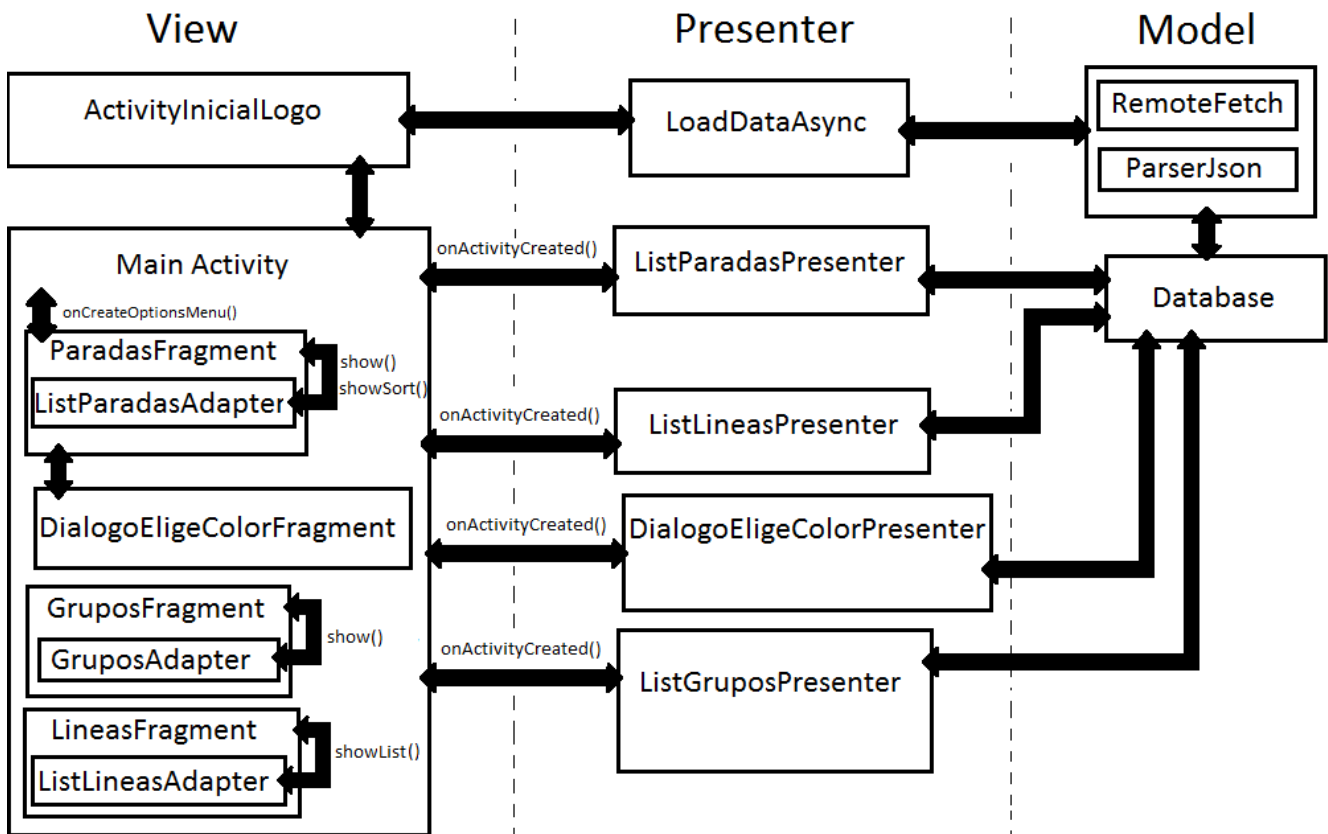 View
Presenter
Model
ActivityInicialLogo
LoadDataAsync
RemoteFetch
ParserJson
Main Activity
onActivityCreated()
ListParadasPresenter
Database
onCreateOptionsMenu()
ParadasFragment
show()
showSort()
ListParadasAdapter
onActivityCreated()
ListLineasPresenter
DialogoEligeColorFragment
onActivityCreated()
DialogoEligeColorPresenter
GruposFragment
show()
GruposAdapter
onActivityCreated()
ListGruposPresenter
LineasFragment
showList()
ListLineasAdapter